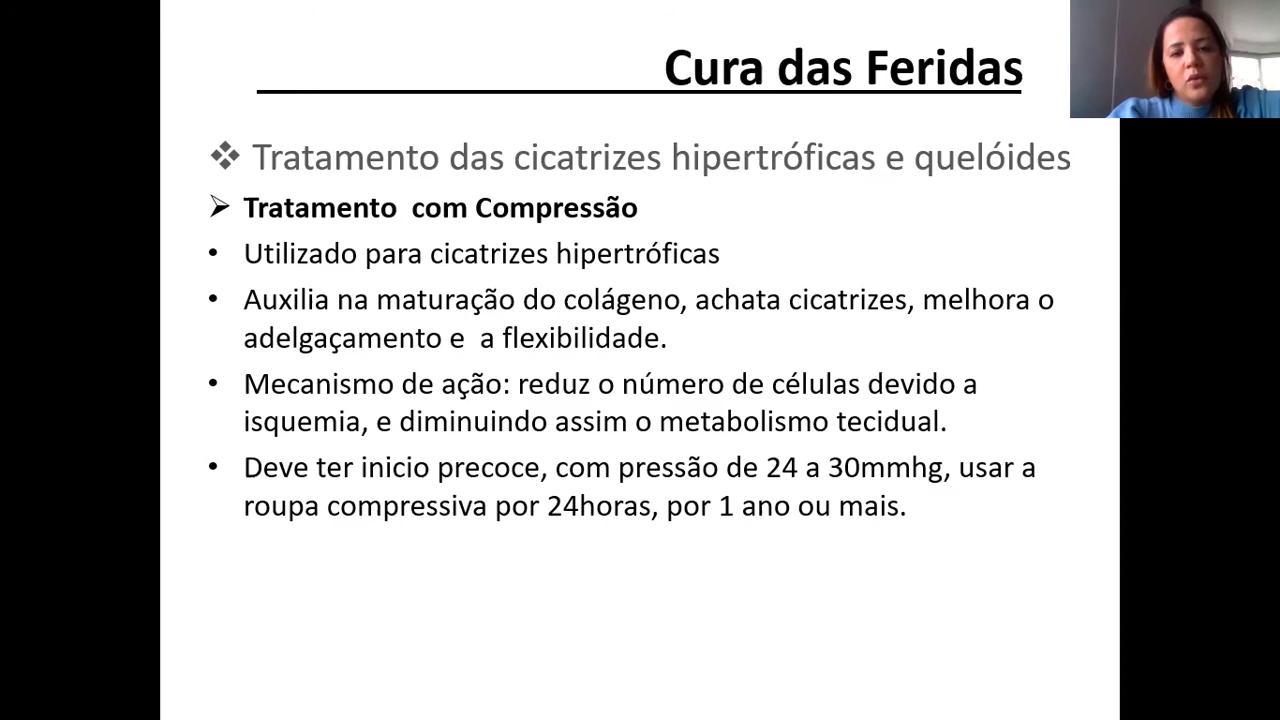 Cura das Feridas
❖ Tratamento das cicatrizes hipertróficas e quelóides
➢ Tratamento com Compressão
• Utilizado para cicatrizes hipertróficas
• Auxilia na maturação do colágeno, achata cicatrizes, melhora o
adelgaçamento e a flexibilidade.
• Mecanismo de ação: reduz o número de células devido a
isquemia, e diminuindo assim o metabolismo tecidual.
• Deve ter inicio precoce, com pressão de 24 a 30mmhg, usar a
roupa compressiva por 24horas, por 1 ano ou mais.